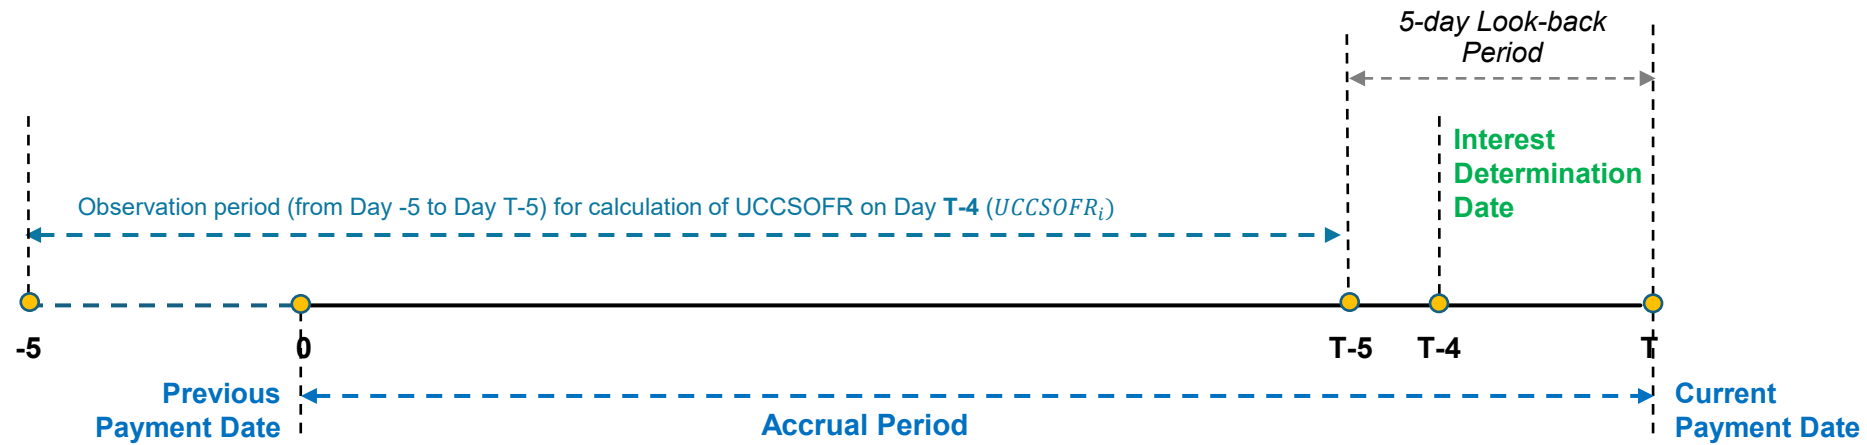 5-day Look-back
Period
Interest
Determination
Date
Observation period (from Day -5 to Day T-5) for calculation of UCCSOFR on Day T-4 (UCCSOFRᵢ)
-5
0
T-5
T-4
T
Previous
Payment Date
Accrual Period
Current
Payment Date